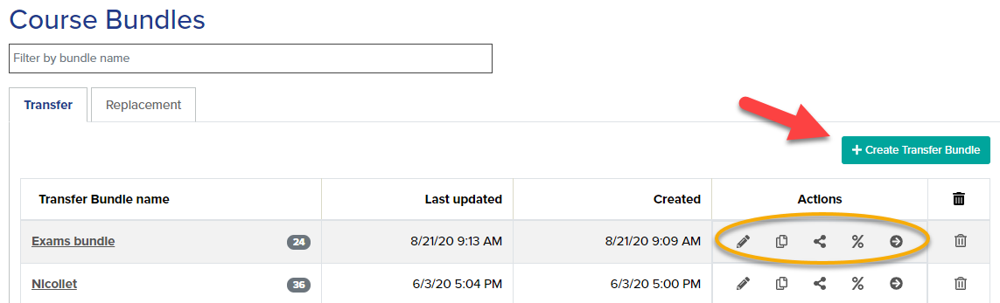 Course Bundles
Filter by bundle name
Transfer Replacement
+ Create Transfer Bundle
Transfer Bundle name Last updated Created Actions
Exams bundle 24 8/21/20 9:13 AM 8/21/20 9:09 AM
Nicollet 36 6/3/20 5:04 PM 6/3/20 5:00 PM